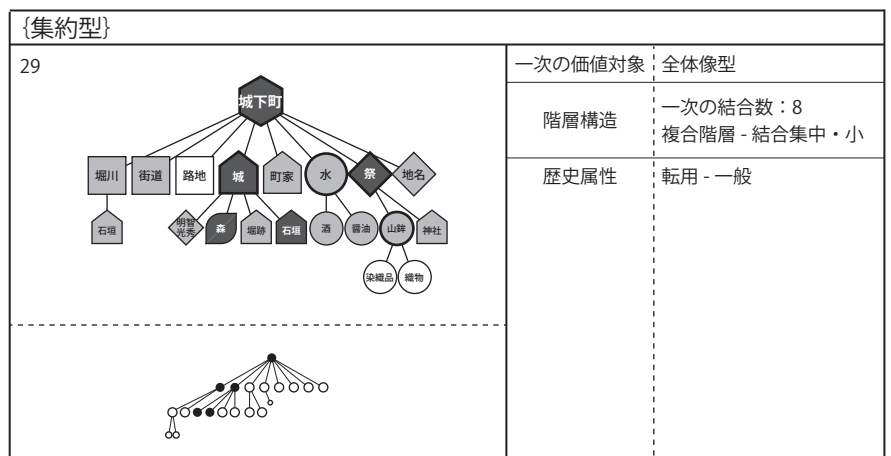 {集約型}
29
城下町
堀川 街道 路地 城 町家 水 祭 地名
石垣 明智 光秀 森 堀跡 石垣 酒 醤油 山鉾 神社
染織品 織物
一次の価値対象 全体像型
階層構造 一次の結合数：8
複合階層 - 結合集中・小
歴史属性 転用 - 一般